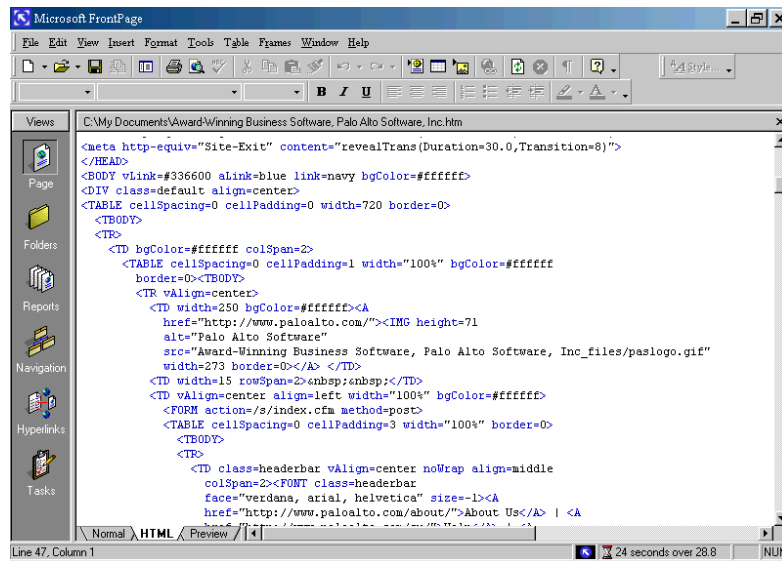 Microsoft FrontPage
File Edit View Insert Format Tools Table Frames Window Help
Style...
B I U
Views
C:\My Documents\Award-Winning Business Software, Palo Alto Software, Inc.htm
<meta http-equiv="Site-Exit" content="revealTrans(Duration=30.0,Transition=8)">
</HEAD>
<BODY vLink=#336600 aLink=blue link=navy bgColor=#ffffff>
<DIV class=default align=center>
<TABLE cellSpacing=0 cellPadding=0 width=720 border=0>
<TBODY>
<TR>
<TD bgColor=#ffffff colSpan=2>
<TABLE cellSpacing=0 cellPadding=1 width="100%" bgColor=#ffffff
border=0><TBODY>
<TR vAlign=center>
<TD width=250 bgColor=#ffffff><A
href="http://www.paloalto.com/"><IMG height=71
alt="Palo Alto Software"
src="Award-Winning Business Software, Palo Alto Software, Inc_files/paslogo.gif"
width=273 border=0></A> </TD>
<TD width=15 rowSpan=2>&nbsp;&nbsp;</TD>
<TD vAlign=center align=left width="100%" bgColor=#ffffff>
<FORM action=/s/index.cfm method=post>
<TABLE cellSpacing=0 cellPadding=3 width="100%" border=0>
<TBODY>
<TR>
<TD class=headerbar vAlign=center noWrap align=middle
colSpan=2><FONT class=headerbar
face="verdana, arial, helvetica" size=-1><A
href="http://www.paloalto.com/about/">About Us</A> | <A
Page
Folders
Reports
Navigation
Hyperlinks
Tasks
Normal HTML Preview
Line 47, Column 1
24 seconds over 28.8
NUM